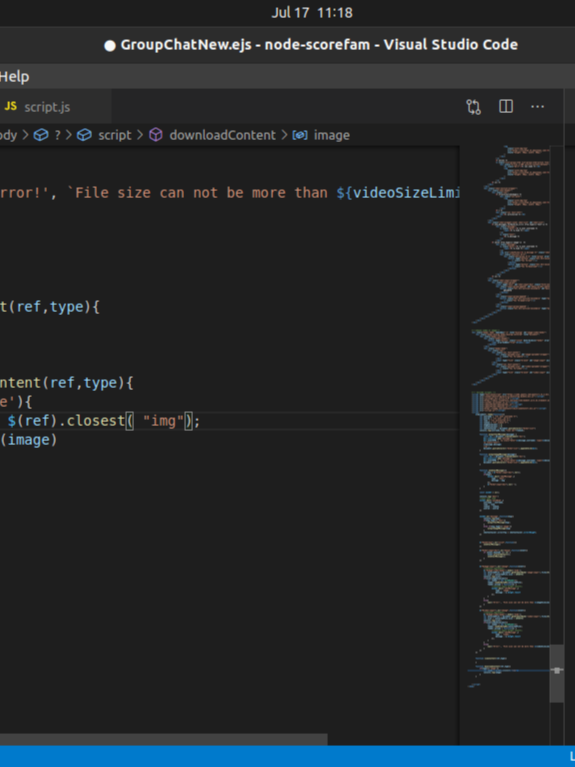 Jul 17 11:18
● GroupChatNew.ejs - node-scorefam - Visual Studio Code
Help
JS script.js ···
ody > ? > script > downloadContent > image
rror!', `File size can not be more than ${videoSizeLimi
t(ref,type){
ntent(ref,type){
e'){
$(ref).closest( "img");
(image)